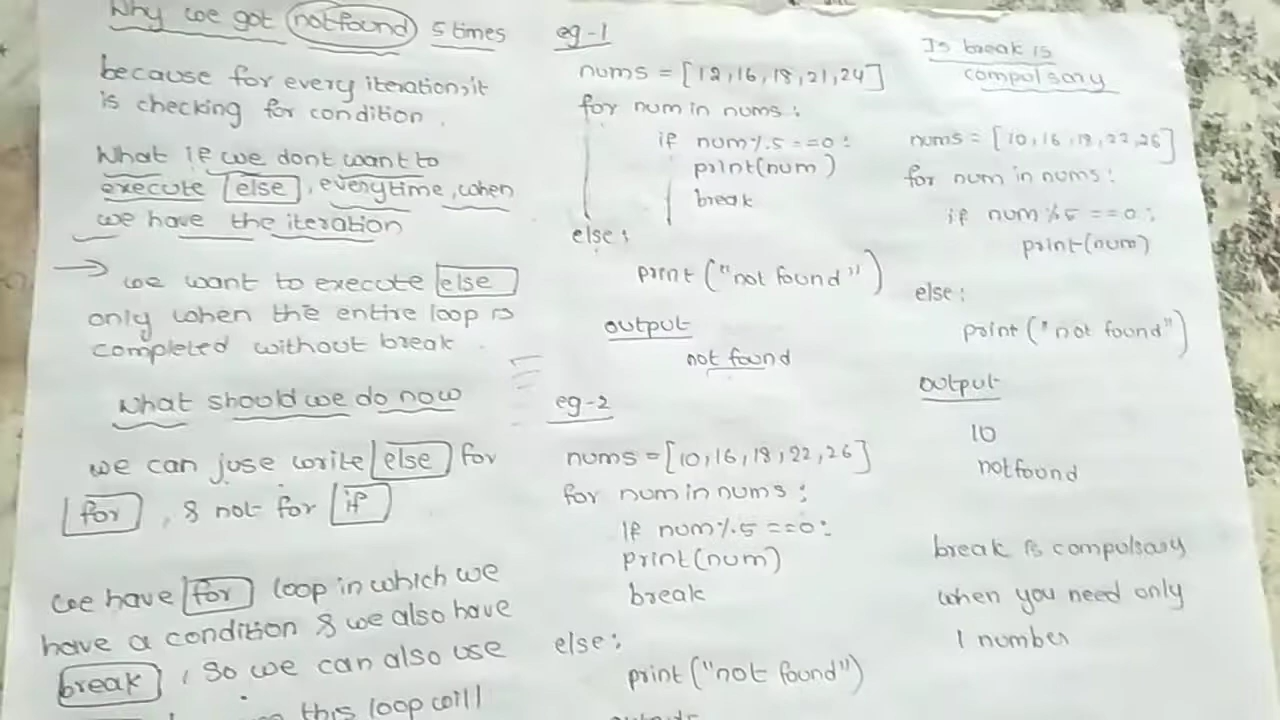 Why we got notfound 5 times
because for every iteration, it
is checking for condition.
What if we dont want to
execute else, everytime, when
we have the iteration
→ we want to execute else
only when the entire loop is
completed without break.
What should we do now
we can juse write else for
for, & not for if
we have for loop in which we
have a condition & we also have
break, so we can also use
this loop will
eg-1
nums = [12,16,18,21,24]
for num in nums:
if num%5==0:
print(num)
break
else:
print("not found")
output
not found
eg-2
nums = [10,16,18,22,26]
for num in nums:
If num%5==0:
print(num)
break
else:
print("not found")
output
Is break is
compulsory
nums = [10,16,18,22,26]
for num in nums:
if num%5==0:
print(num)
else:
print("not found")
output
10
notfound
break is compulsary
when you need only
1 number